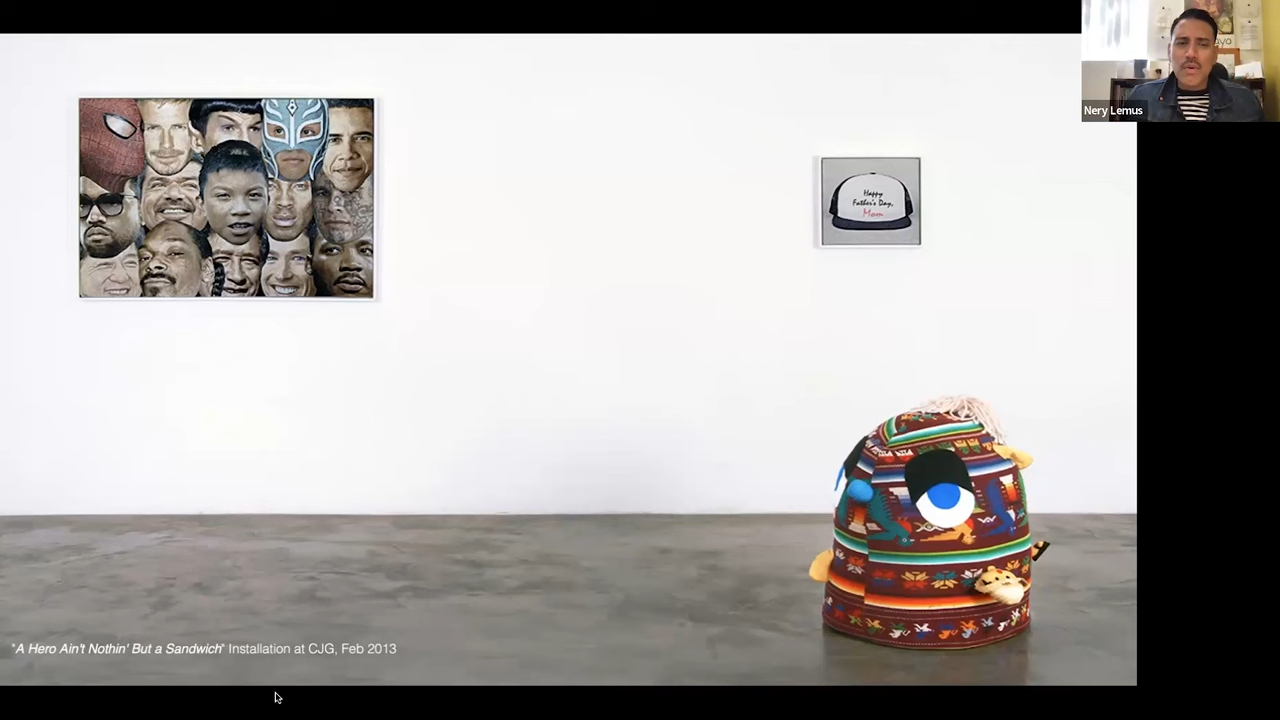 Nery Lemus
Happy
Father's Day,
Mom
"A Hero Ain't Nothin' But a Sandwich" Installation at CJG, Feb 2013